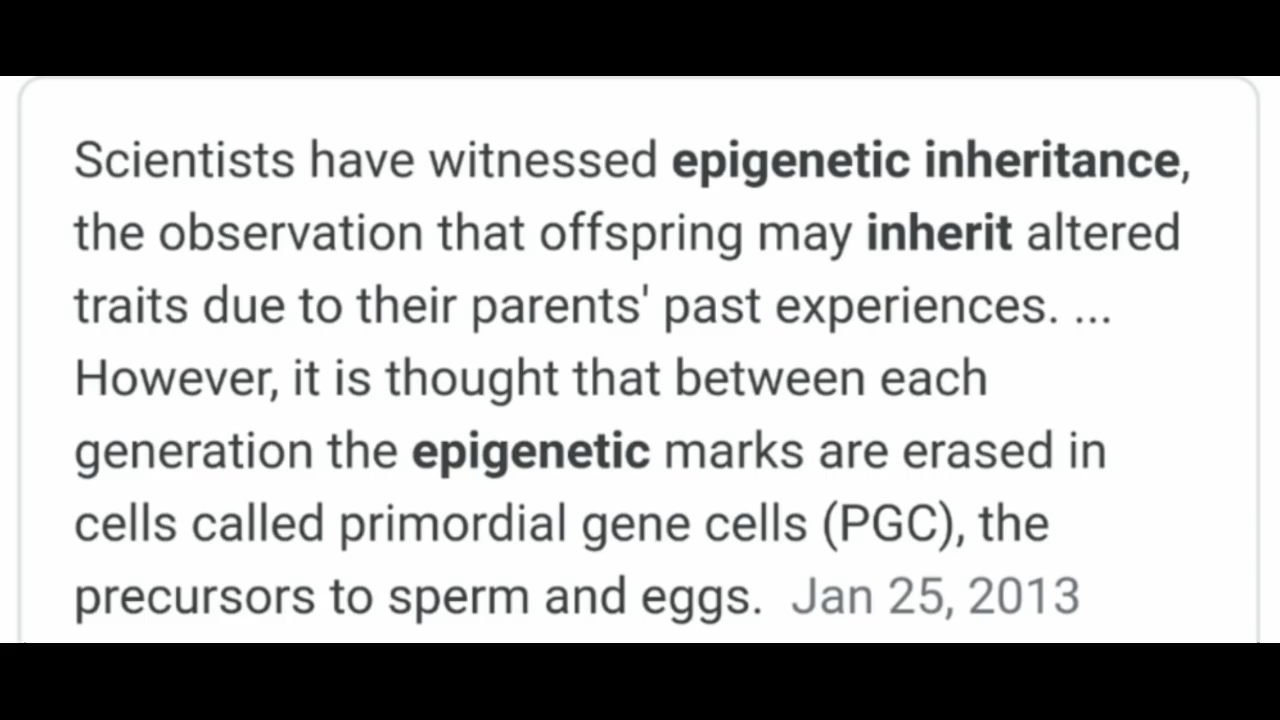 Scientists have witnessed epigenetic inheritance,
the observation that offspring may inherit altered
traits due to their parents' past experiences. ...
However, it is thought that between each
generation the epigenetic marks are erased in
cells called primordial gene cells (PGC), the
precursors to sperm and eggs. Jan 25, 2013